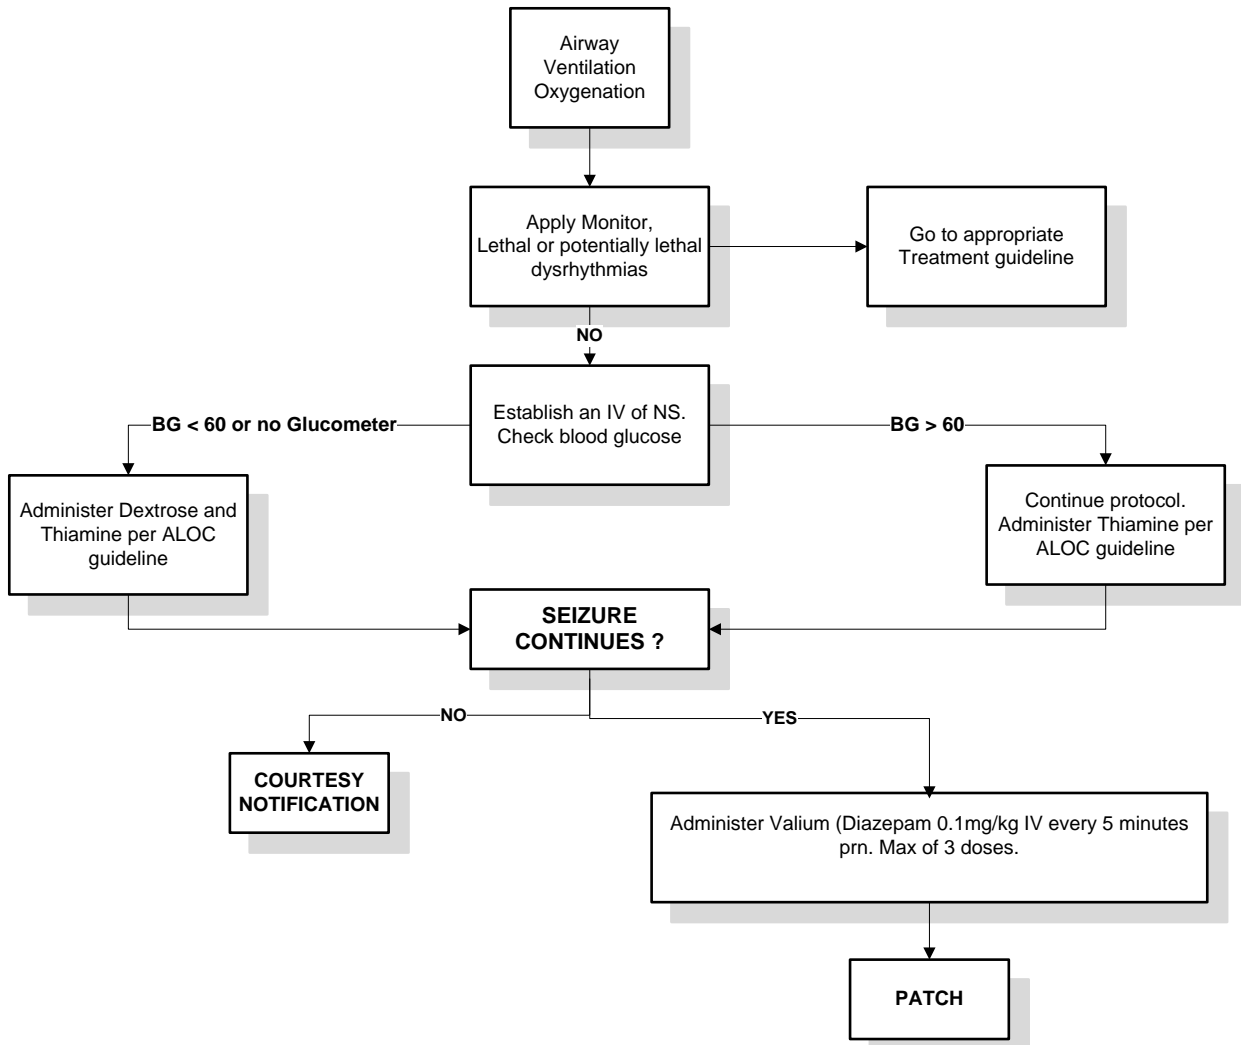 Airway
Ventilation
Oxygenation
Apply Monitor,
Lethal or potentially lethal
dysrhythmias
Go to appropriate
Treatment guideline
NO
Establish an IV of NS.
Check blood glucose
BG < 60 or no Glucometer
BG > 60
Administer Dextrose and
Thiamine per ALOC
guideline
Continue protocol.
Administer Thiamine per
ALOC guideline
SEIZURE
CONTINUES ?
NO
YES
COURTESY
NOTIFICATION
Administer Valium (Diazepam 0.1mg/kg IV every 5 minutes
prn. Max of 3 doses.
PATCH